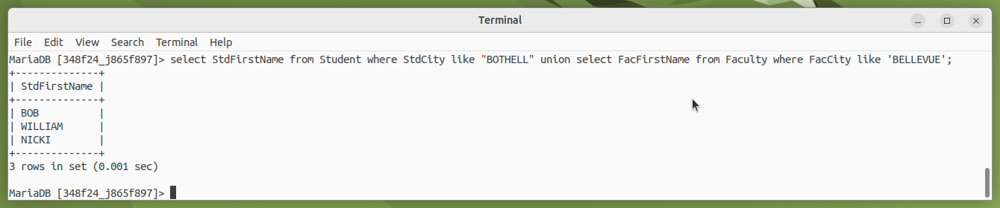 Terminal
File Edit View Search Terminal Help
MariaDB [348f24_j865f897]> select StdFirstName from Student where StdCity like "BOTHELL" union select FacFirstName from Faculty where FacCity like 'BELLEVUE';
+--------------+
| StdFirstName |
+--------------+
| BOB          |
| WILLIAM      |
| NICKI        |
+--------------+
3 rows in set (0.001 sec)
MariaDB [348f24_j865f897]>